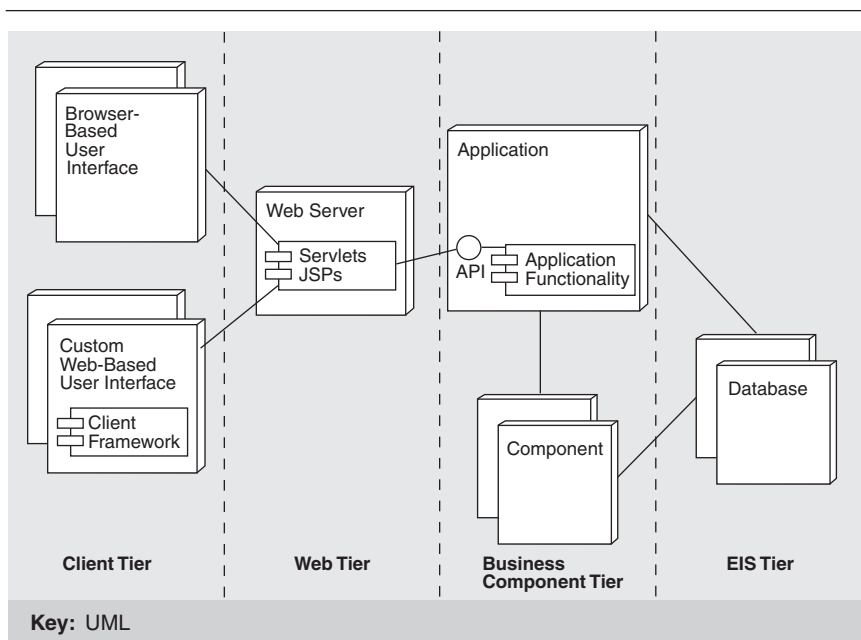 Browser-
Based
User
Interface
Custom
Web-Based
User Interface
Client
Framework
Client Tier
Web Server
Servlets
JSPs
Web Tier
Application
API
Application
Functionality
Component
Business
Component Tier
Database
EIS Tier
Key: UML